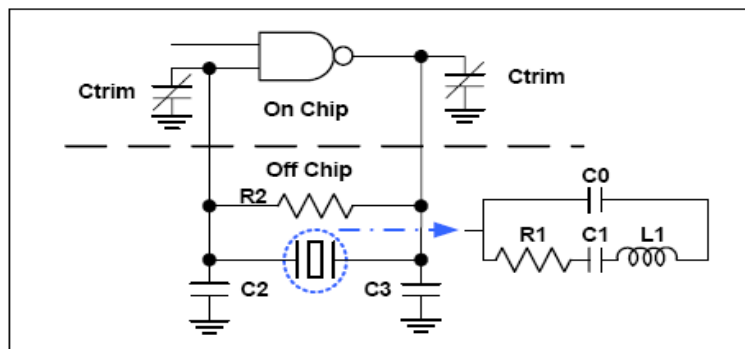 Ctrim
Ctrim
On Chip
Off Chip
R2
C0
R1 C1 L1
C2
C3